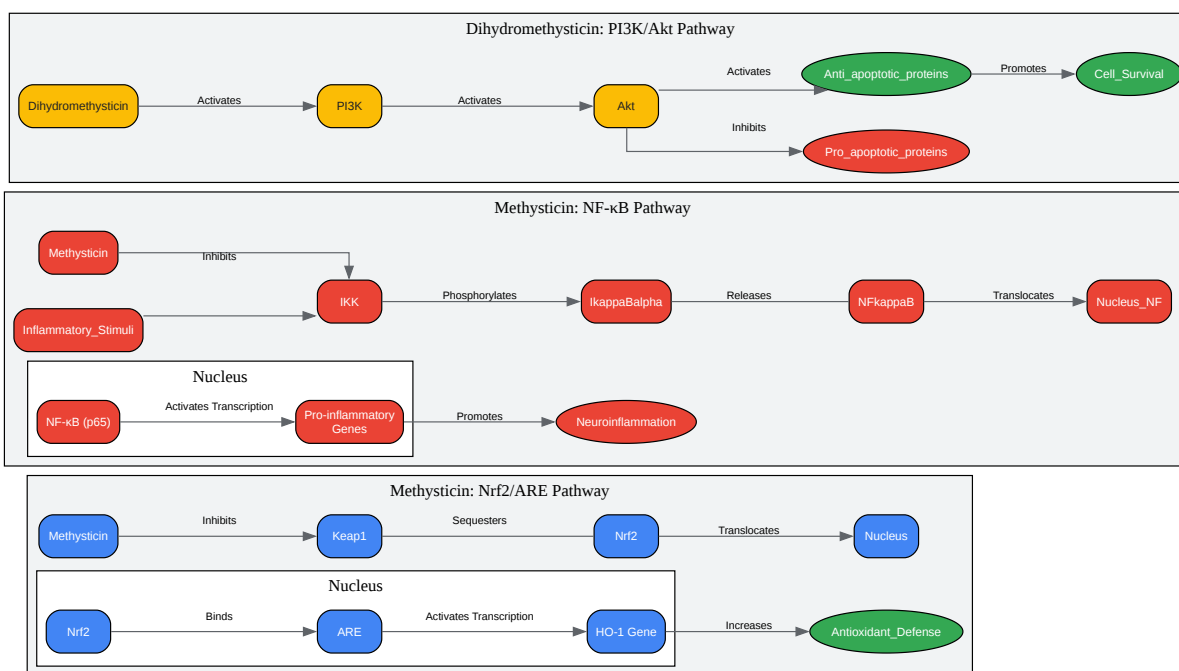 Dihydromethysticin: PI3K/Akt Pathway
Dihydromethysticin
Activates
PI3K
Activates
Akt
Activates
Anti_apoptotic_proteins
Promotes
Cell_Survival
Inhibits
Pro_apoptotic_proteins
Methysticin: NF-κB Pathway
Methysticin
Inhibits
Inflammatory_Stimuli
IKK
Phosphorylates
IkappaBalpha
Releases
NFkappaB
Translocates
Nucleus_NF
Nucleus
NF-κB (p65)
Activates Transcription
Pro-inflammatory
Genes
Promotes
Neuroinflammation
Methysticin: Nrf2/ARE Pathway
Methysticin
Inhibits
Keap1
Sequesters
Nrf2
Translocates
Nucleus
Nucleus
Nrf2
Binds
ARE
Activates Transcription
HO-1 Gene
Increases
Antioxidant_Defense